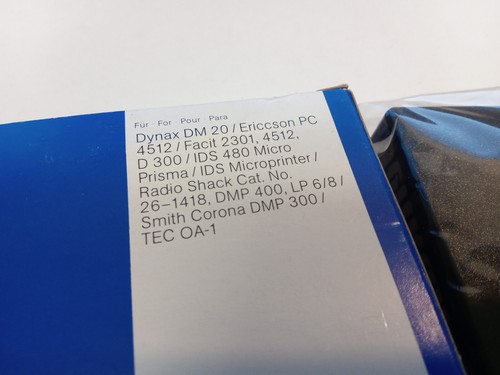 Für For Pour Para
Dynax DM 20 / Ericcson PC
4512 / Facit 2301, 4512,
D 300 / IDS 480 Micro
Prisma / IDS Microprinter /
Radio Shack Cat. No.
26-1418, DMP 400, LP 6/8 /
Smith Corona DMP 300 /
TEC OA-1